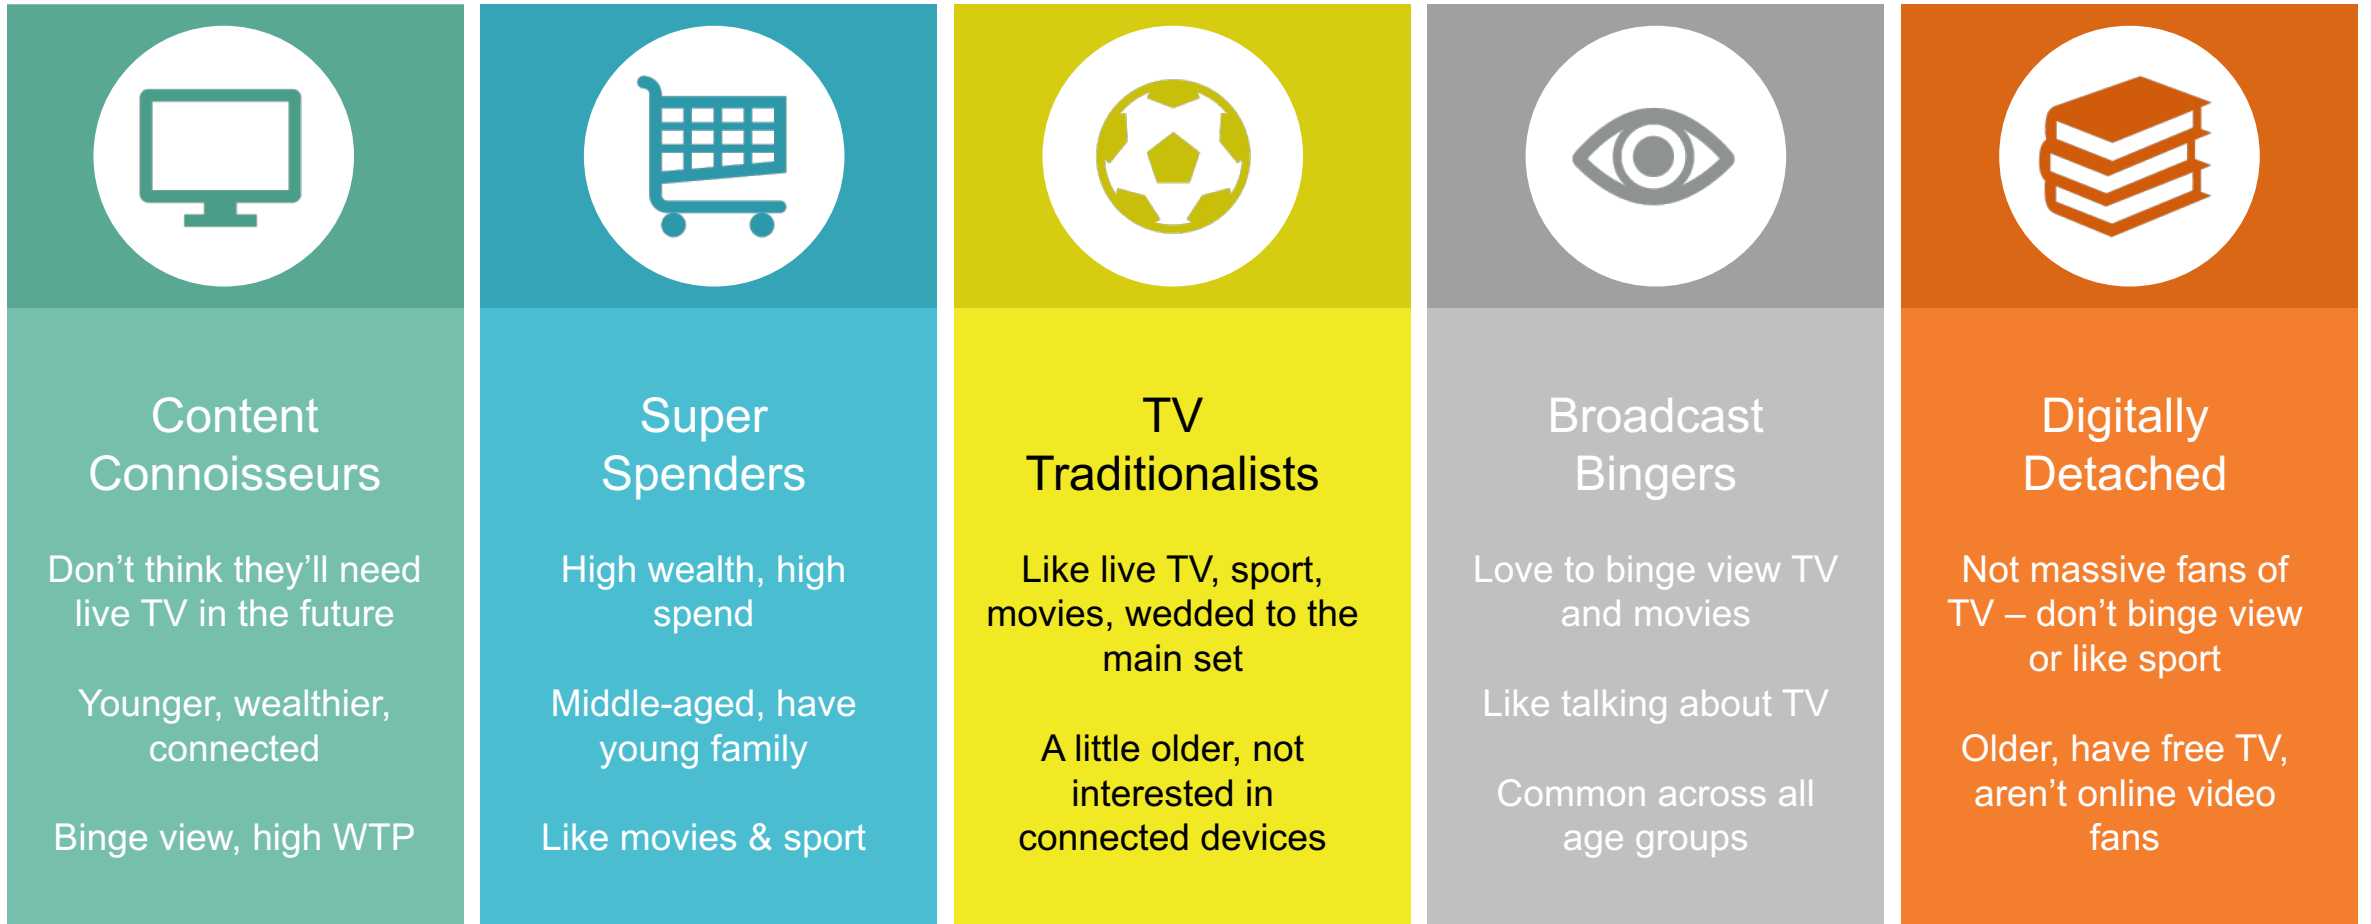 Content
Connoisseurs
Don’t think they’ll need
live TV in the future
Younger, wealthier,
connected
Binge view, high WTP
Super
Spenders
High wealth, high
spend
Middle-aged, have
young family
Like movies & sport
TV
Traditionalists
Like live TV, sport,
movies, wedded to the
main set
A little older, not
interested in
connected devices
Broadcast
Bingers
Love to binge view TV
and movies
Like talking about TV
Common across all
age groups
Digitally
Detached
Not massive fans of
TV – don’t binge view
or like sport
Older, have free TV,
aren’t online video
fans